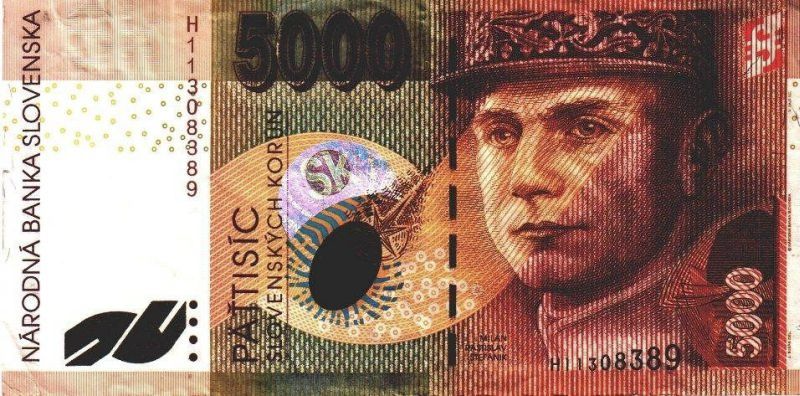 NÁRODNÁ BANKA SLOVENSKA
H11308389
5000
PÄŤTISÍC
SLOVENSKÝCH KORÚN
SK
MILAN
RASTISLAV
ŠTEFÁNIK
H11308389
5000